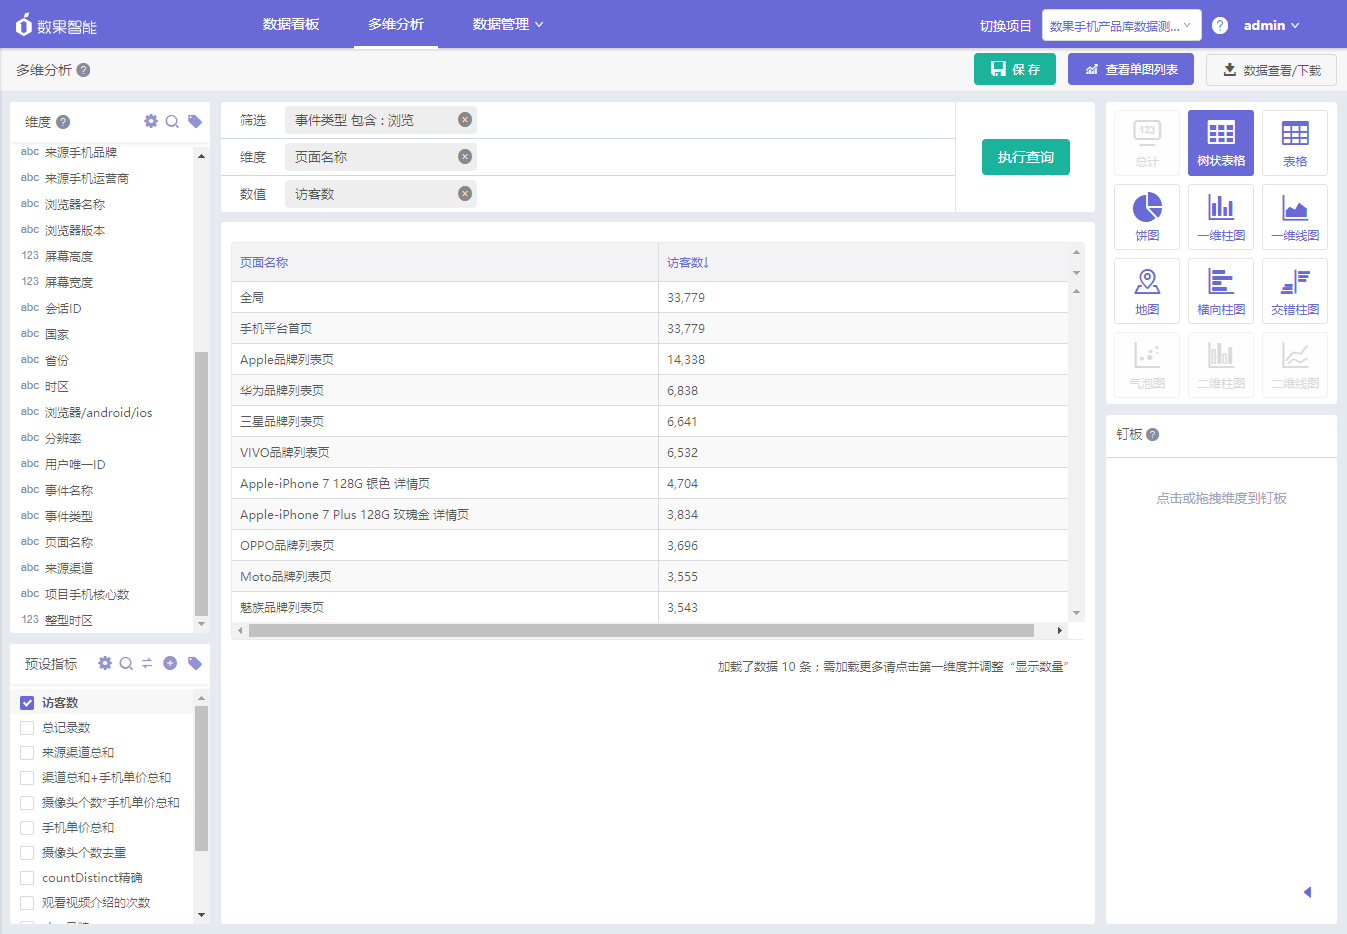 数果智能
数据看板
多维分析
数据管理
切换项目
数果手机产品库数据测...
?
admin
多维分析 ?
保 存
查看单图列表
数据查看/下载
维度 ?
abc 来源手机品牌
abc 来源手机运营商
abc 浏览器名称
abc 浏览器版本
123 屏幕高度
123 屏幕宽度
abc 会话ID
abc 国家
abc 省份
abc 时区
abc 浏览器/android/ios
abc 分辨率
abc 用户唯一ID
abc 事件名称
abc 事件类型
abc 页面名称
abc 来源渠道
abc 项目手机核心数
123 整型时区
预设指标
访客数
总记录数
来源渠道总和
渠道总和+手机单价总和
摄像头个数*手机单价总和
手机单价总和
摄像头个数去重
countDistinct精确
观看视频介绍的次数
筛选 事件类型 包含 : 浏览
维度 页面名称
数值 访客数
执行查询
页面名称 访客数↓
全局 33,779
手机平台首页 33,779
Apple品牌列表页 14,338
华为品牌列表页 6,838
三星品牌列表页 6,641
VIVO品牌列表页 6,532
Apple-iPhone 7 128G 银色 详情页 4,704
Apple-iPhone 7 Plus 128G 玫瑰金 详情页 3,834
OPPO品牌列表页 3,696
Moto品牌列表页 3,555
魅族品牌列表页 3,543
加载了数据 10 条；需加载更多请点击第一维度并调整“显示数量”
123
总计
树状表格
表格
饼图
一维柱图
一维线图
地图
横向柱图
交错柱图
气泡图
二维柱图
二维线图
钉板 ?
点击或拖拽维度到钉板